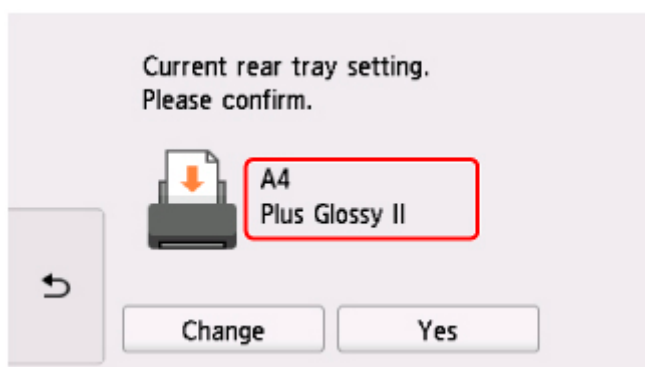 Current rear tray setting.
Please confirm.
A4
Plus Glossy II
Change
Yes